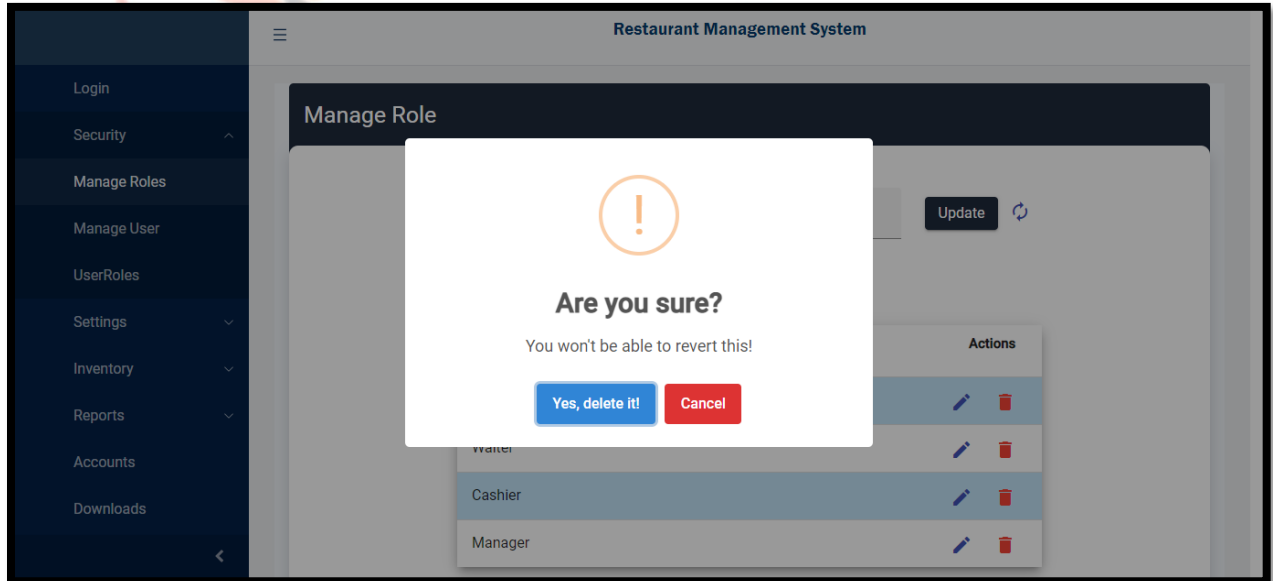 Restaurant Management System
Login
Security
Manage Roles
Manage User
UserRoles
Settings
Inventory
Reports
Accounts
Downloads
Manage Role
Update
!
Are you sure?
You won't be able to revert this!
Yes, delete it! Cancel
Actions
Waiter
Cashier
Manager